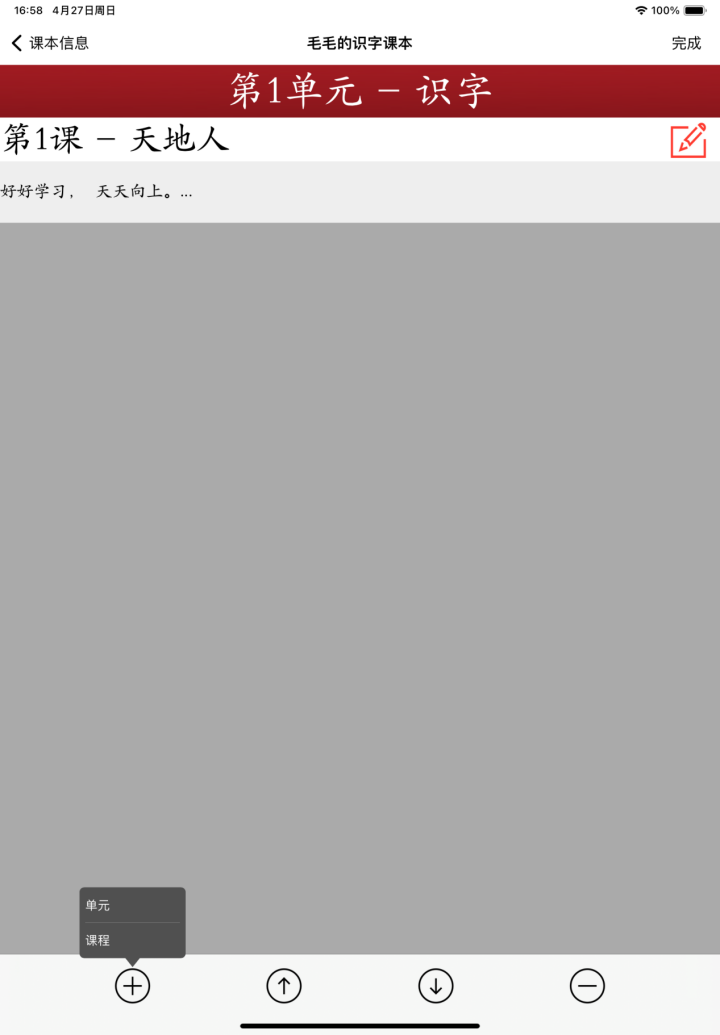 16:58 4月27日周日 100%
课本信息 毛毛的识字课本 完成
第1单元 - 识字
第1课 - 天地人
好好学习， 天天向上。...
单元
课程